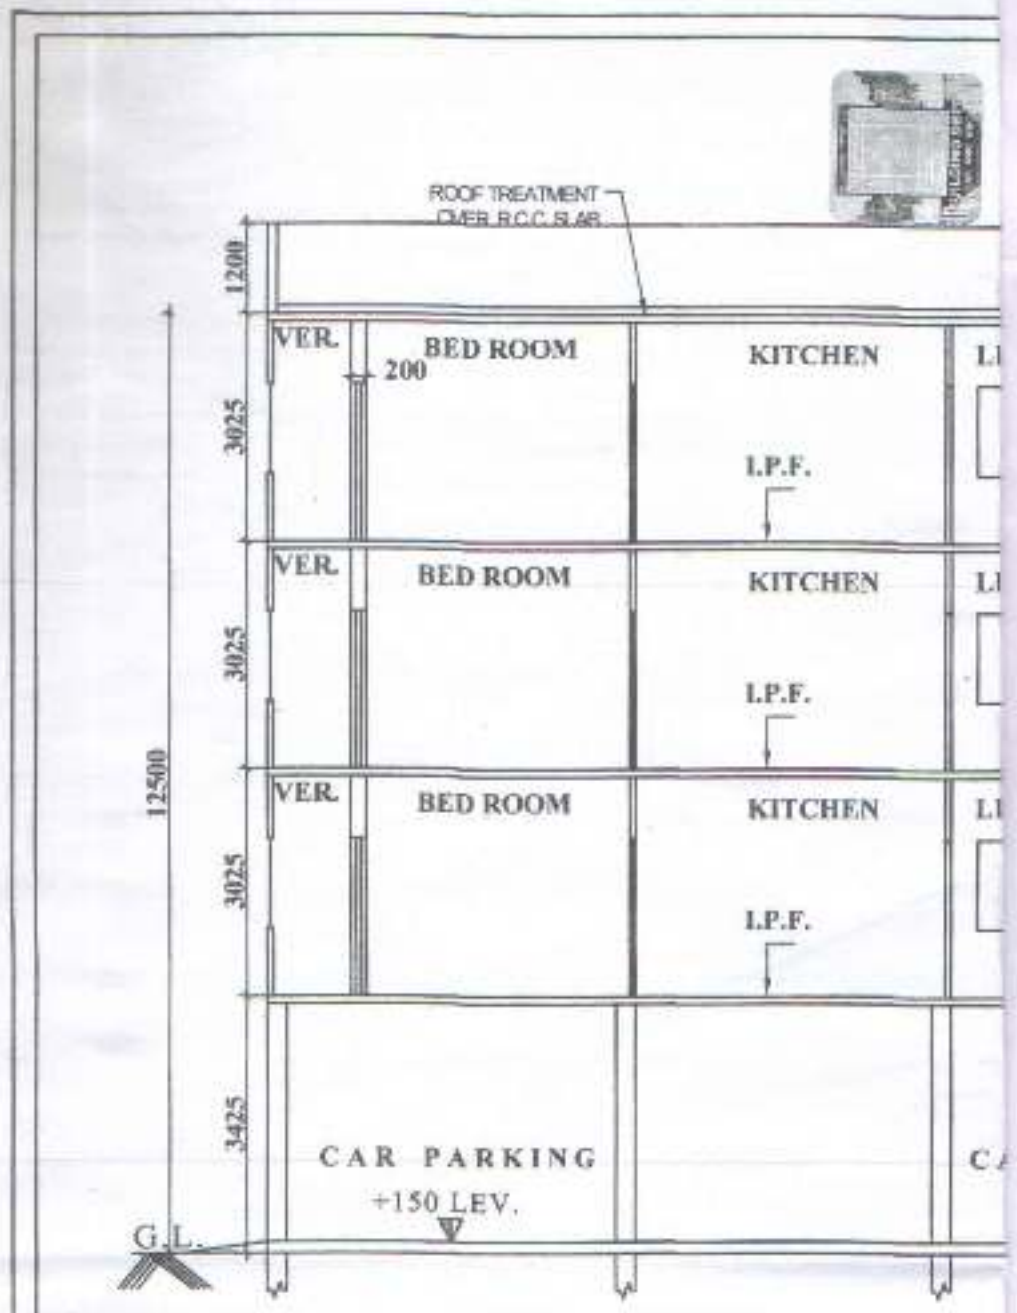 ROOF TREATMENT
OVER R.C.C. SLAB
1200
VER.
BED ROOM
KITCHEN
200
3025
I.P.F.
VER.
BED ROOM
KITCHEN
3025
I.P.F.
12500
VER.
BED ROOM
KITCHEN
3025
I.P.F.
3425
CAR PARKING
+150 LEV.
G.L.